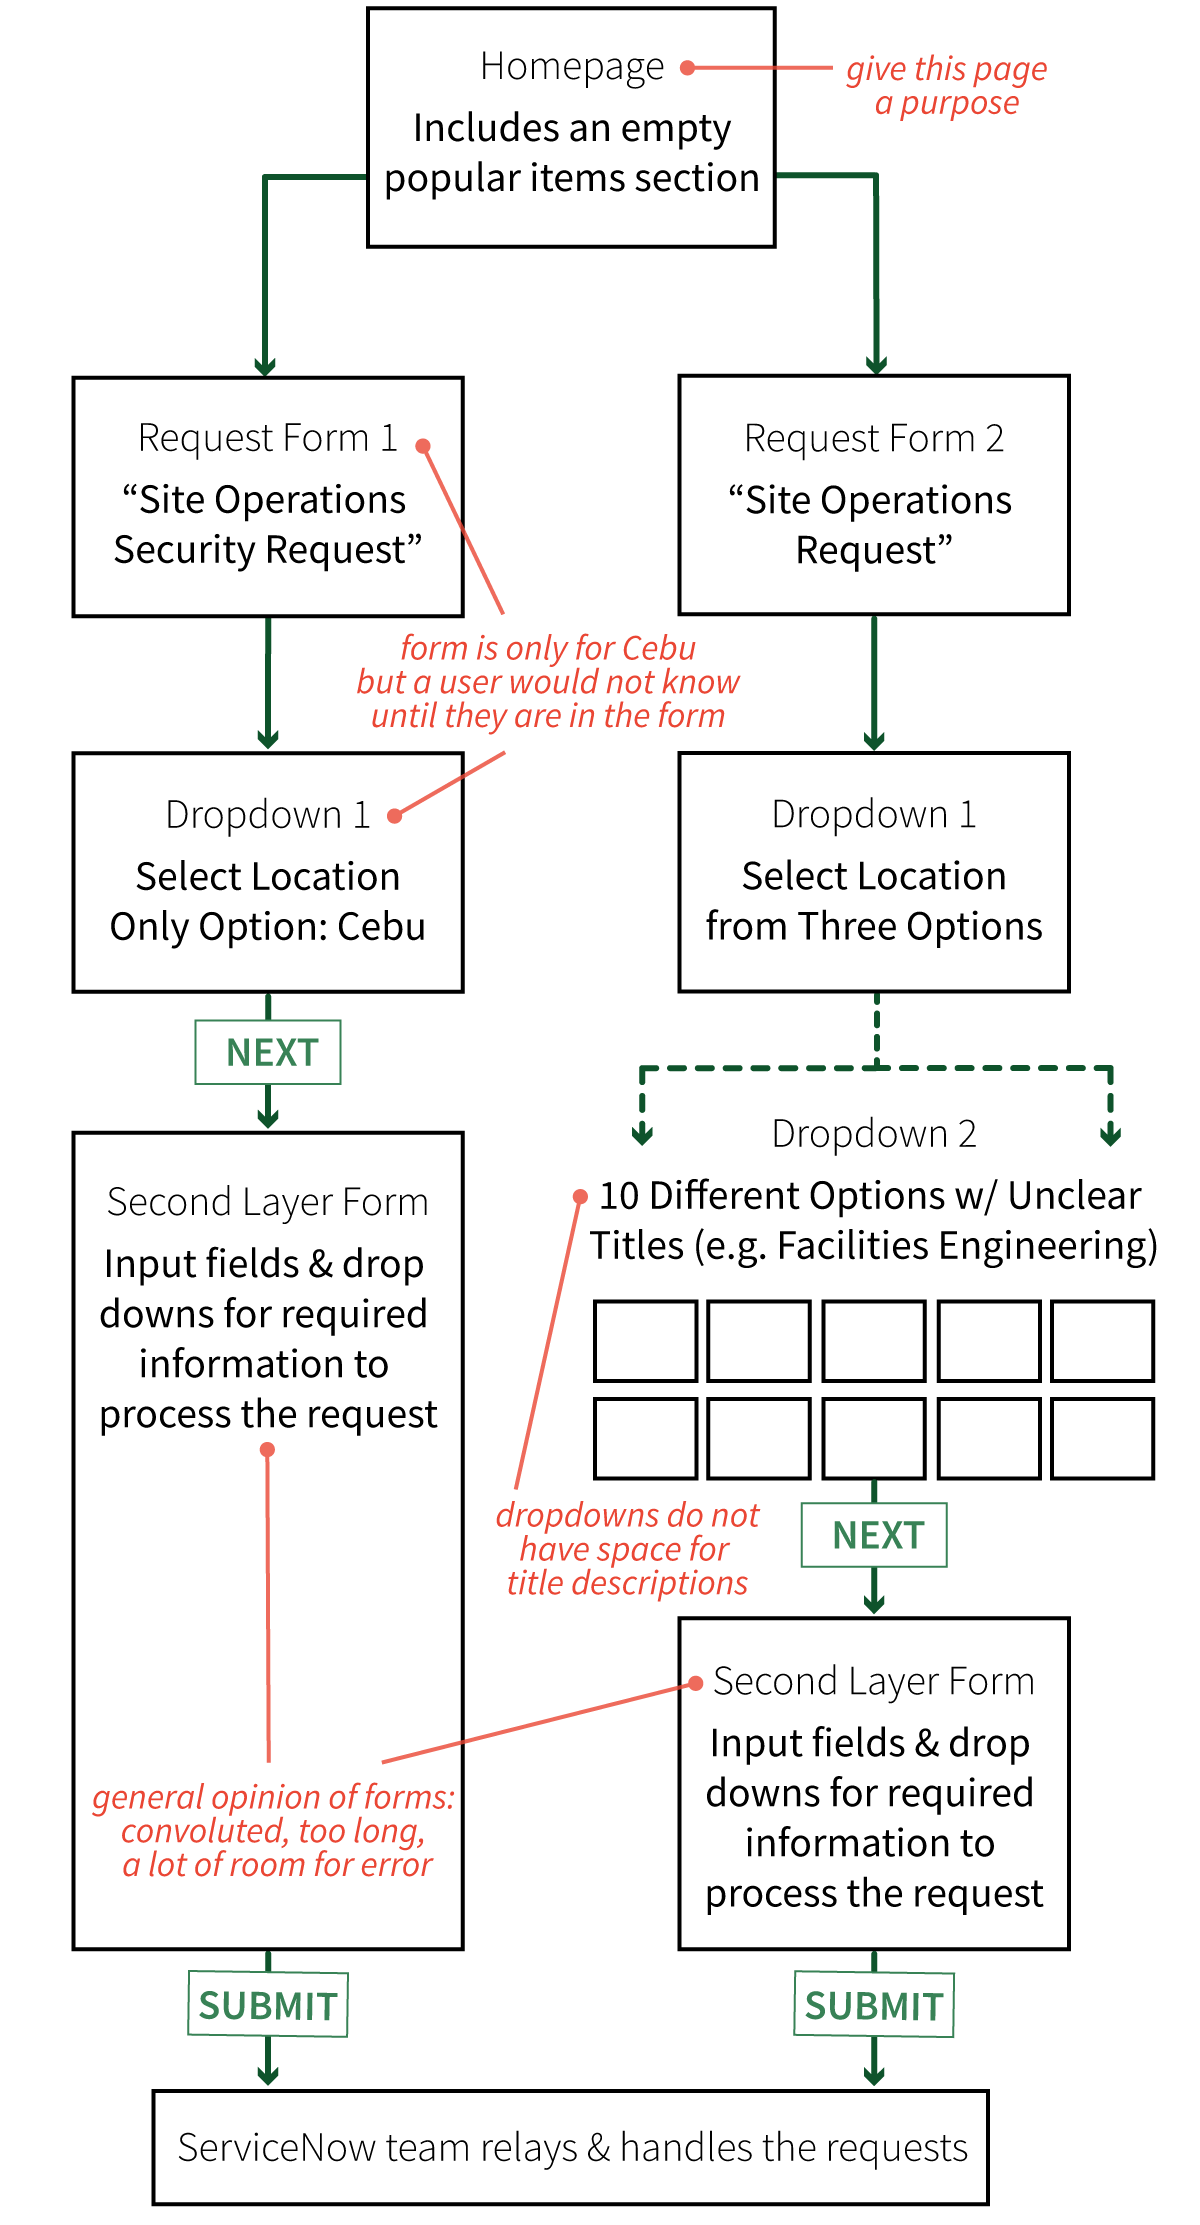 Homepage
Includes an empty
popular items section
give this page
a purpose
Request Form 1
“Site Operations
Security Request”
Request Form 2
“Site Operations
Request”
form is only for Cebu
but a user would not know
until they are in the form
Dropdown 1
Select Location
Only Option: Cebu
Dropdown 1
Select Location
from Three Options
NEXT
Dropdown 2
10 Different Options w/ Unclear
Titles (e.g. Facilities Engineering)
Second Layer Form
Input fields & drop
downs for required
information to
process the request
dropdowns do not
have space for
title descriptions
NEXT
Second Layer Form
Input fields & drop
downs for required
information to
process the request
general opinion of forms:
convoluted, too long,
a lot of room for error
SUBMIT
SUBMIT
ServiceNow team relays & handles the requests